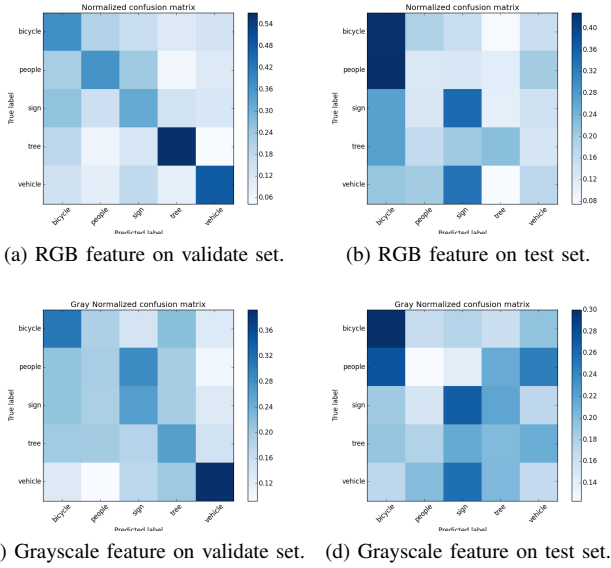 Normalized confusion matrix
bicycle
people
sign
tree
vehicle
True label
bicycle people sign tree vehicle
Predicted label
0.54
0.48
0.42
0.36
0.30
0.24
0.18
0.12
0.06
Normalized confusion matrix
bicycle
people
sign
tree
vehicle
True label
bicycle people sign tree vehicle
Predicted label
0.40
0.36
0.32
0.28
0.24
0.20
0.16
0.12
0.08
(a) RGB feature on validate set.
(b) RGB feature on test set.
Gray Normalized confusion matrix
bicycle
people
sign
tree
vehicle
True label
bicycle people sign tree vehicle
Predicted label
0.36
0.32
0.28
0.24
0.20
0.16
0.12
Gray Normalized confusion matrix
bicycle
people
sign
tree
vehicle
True label
bicycle people sign tree vehicle
Predicted label
0.30
0.28
0.26
0.24
0.22
0.20
0.18
0.16
0.14
) Grayscale feature on validate set.
(d) Grayscale feature on test set.